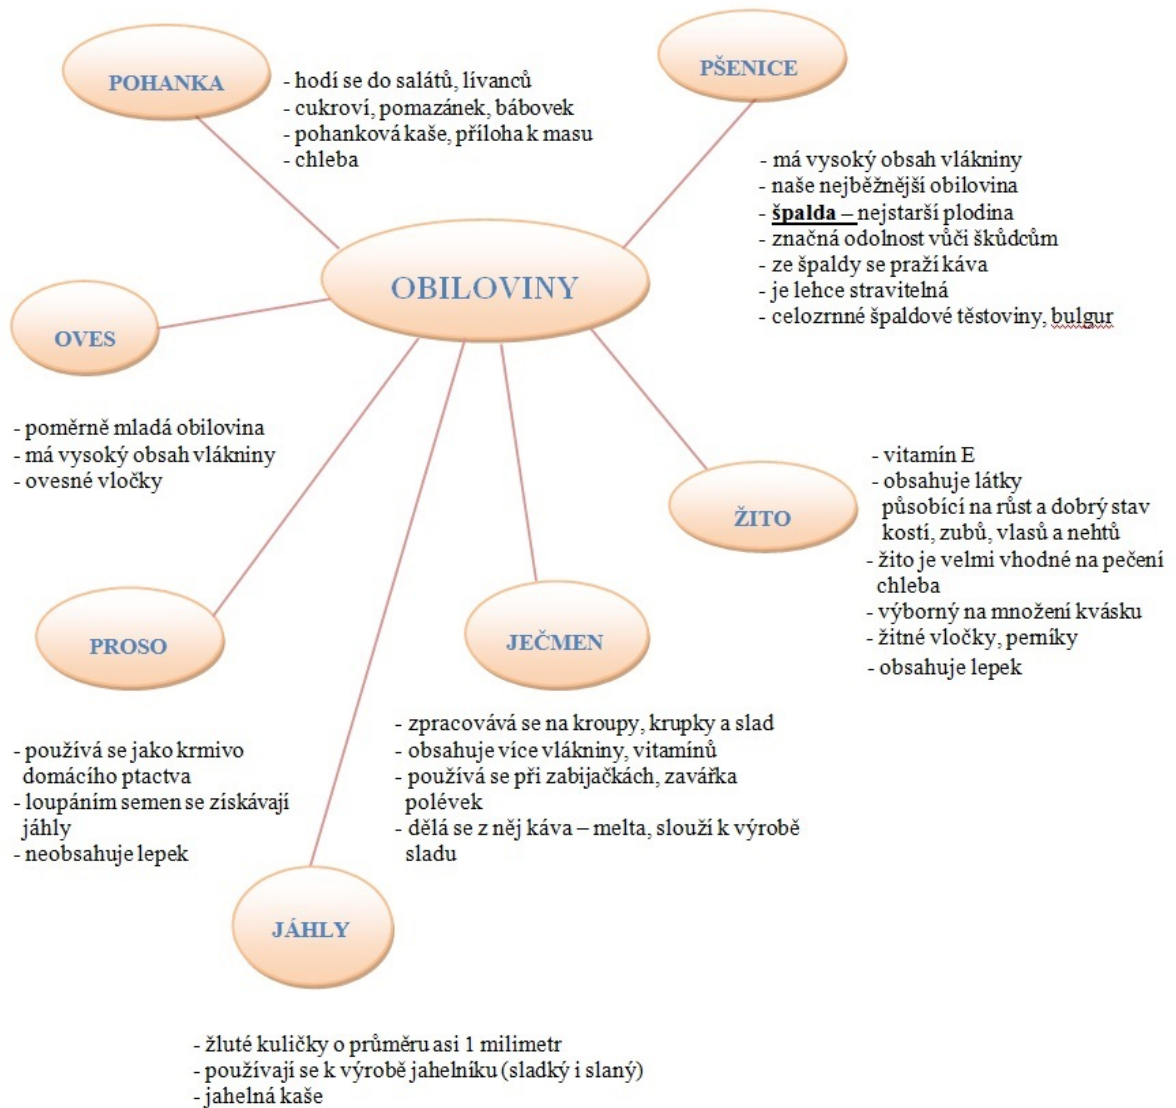 POHANKA
- hodí se do salátů, lívanců
- cukroví, pomazánek, bábovek
- pohanková kaše, příloha k masu
- chleba
PŠENICE
- má vysoký obsah vlákniny
- naše nejběžnější obilovina
- špalda – nejstarší plodina
- značná odolnost vůči škůdcům
- ze špaldy se praží káva
- je lehce stravitelná
- celozrnné špaldové těstoviny, bulgur
OBILOVINY
OVES
- poměrně mladá obilovina
- má vysoký obsah vlákniny
- ovesné vločky
ŽITO
- vitamín E
- obsahuje látky
působící na růst a dobrý stav
kostí, zubů, vlasů a nehtů
- žito je velmi vhodné na pečení
chleba
- výborný na množení kvásku
- žitné vločky, perníky
- obsahuje lepek
PROSO
- používá se jako krmivo
domácího ptactva
- loupáním semen se získávají
jáhly
- neobsahuje lepek
JEČMEN
- zpracovává se na kroupy, krupky a slad
- obsahuje více vlákniny, vitamínů
- používá se při zabijačkách, zavářka
polévek
- dělá se z něj káva – melta, slouží k výrobě
sladu
JÁHLY
- žluté kuličky o průměru asi 1 milimetr
- používají se k výrobě jahelníku (sladký i slaný)
- jahelná kaše